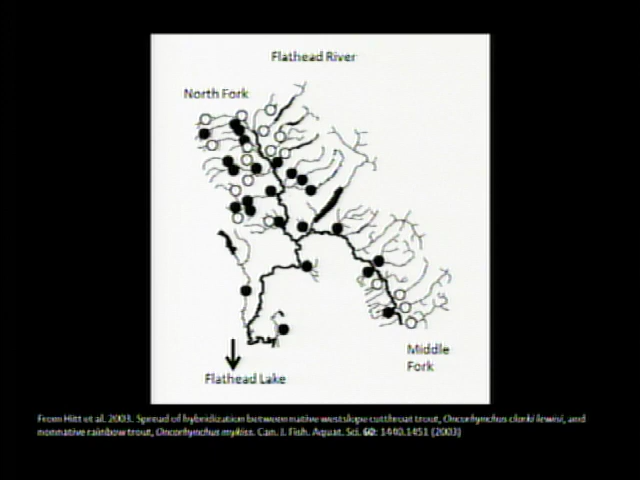 Flathead River
North Fork
Middle
Fork
Flathead Lake
From Hitt et al. 2003. Spread of hybridization between native westslope cutthroat trout, Oncorhynchus clarki lewisi, and
nonnative rainbow trout, Oncorhynchus mykiss. Can. J. Fish. Aquat. Sci. 60: 1440.1451 (2003)